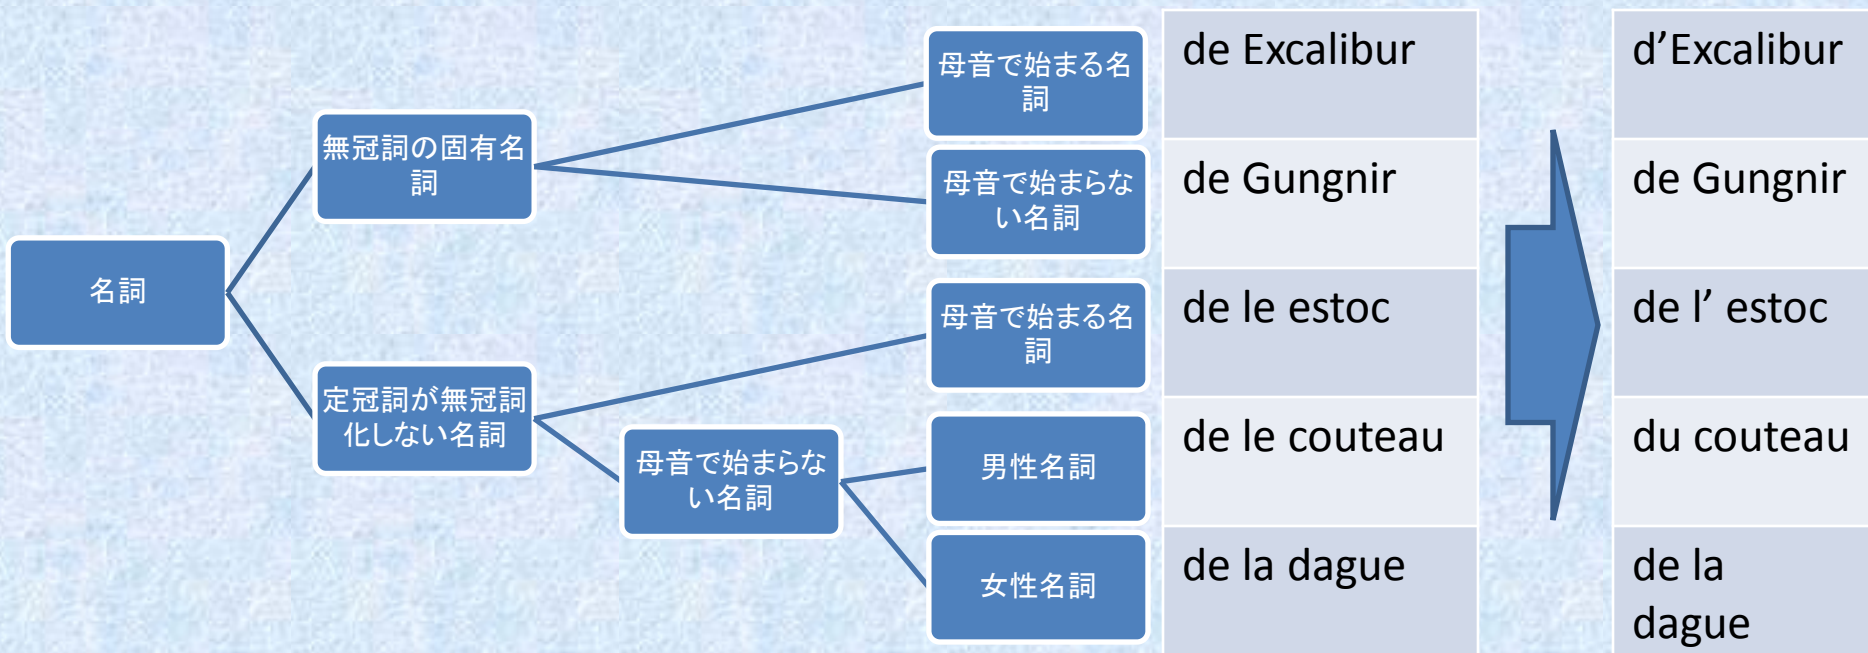 名詞
無冠詞の固有名
詞
定冠詞が無冠詞
化しない名詞
母音で始まらな
い名詞
母音で始まる名
詞
母音で始まらな
い名詞
母音で始まる名
詞
男性名詞
女性名詞
de Excalibur
de Gungnir
de le estoc
de le couteau
de la dague
d’Excalibur
de Gungnir
de l’ estoc
du couteau
de la
dague